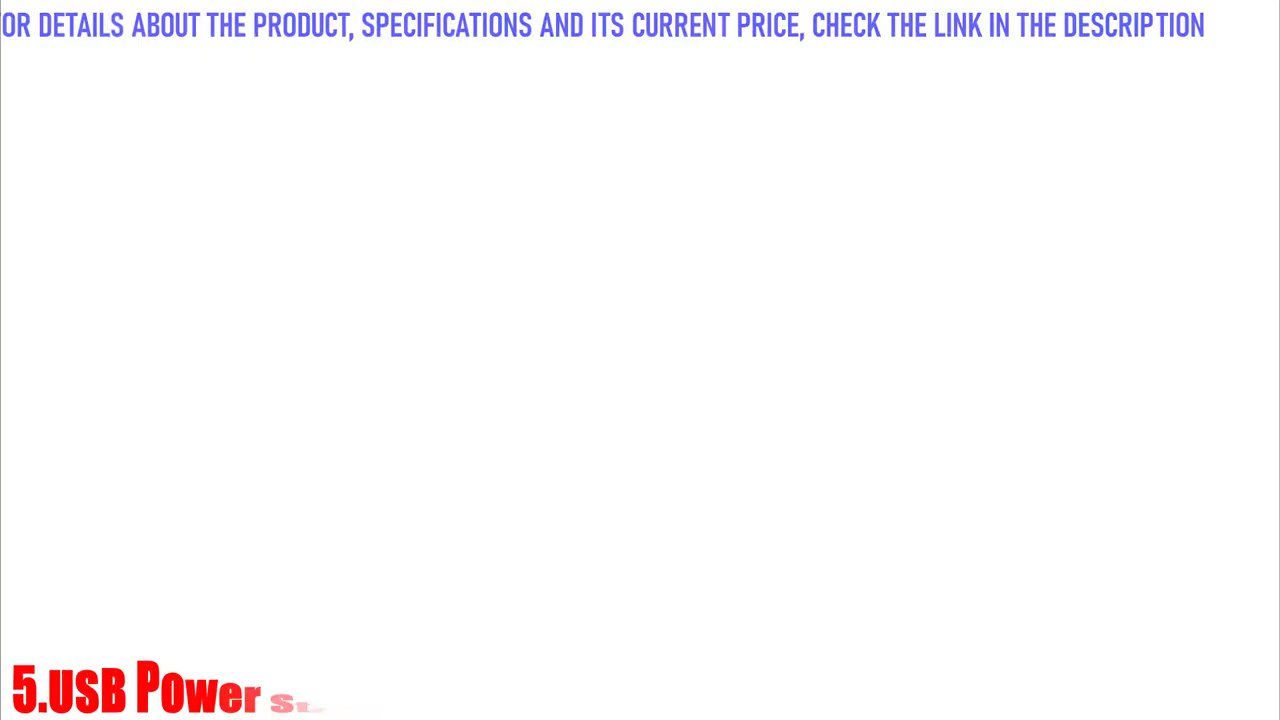 OR DETAILS ABOUT THE PRODUCT, SPECIFICATIONS AND ITS CURRENT PRICE, CHECK THE LINK IN THE DESCRIPTION
5.USB Power